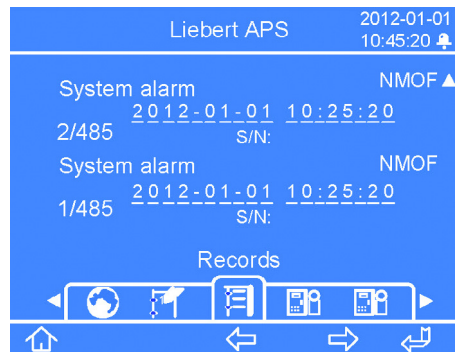 Liebert APS
2012-01-01
10:45:20
System alarm NMOF
2012-01-01 10:25:20
2/485 S/N:
System alarm NMOF
2012-01-01 10:25:20
1/485 S/N:
Records